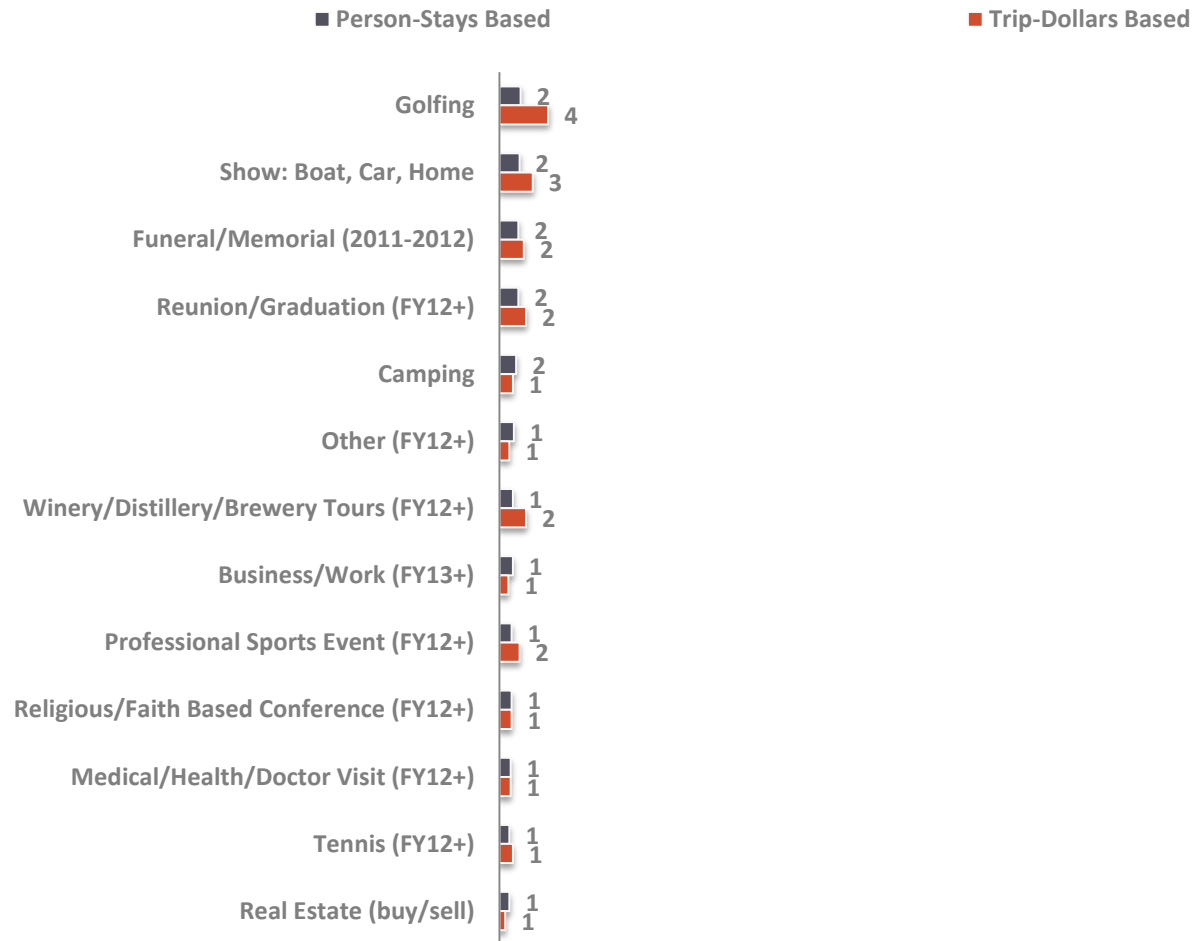 Person-Stays Based Trip-Dollars Based
Golfing 2
4
Show: Boat, Car, Home 2
3
Funeral/Memorial (2011-2012) 2
2
Reunion/Graduation (FY12+) 2
2
Camping 2
1
Other (FY12+) 1
1
Winery/Distillery/Brewery Tours (FY12+) 1
2
Business/Work (FY13+) 1
1
Professional Sports Event (FY12+) 1
2
Religious/Faith Based Conference (FY12+) 1
1
Medical/Health/Doctor Visit (FY12+) 1
1
Tennis (FY12+) 1
1
Real Estate (buy/sell) 1
1